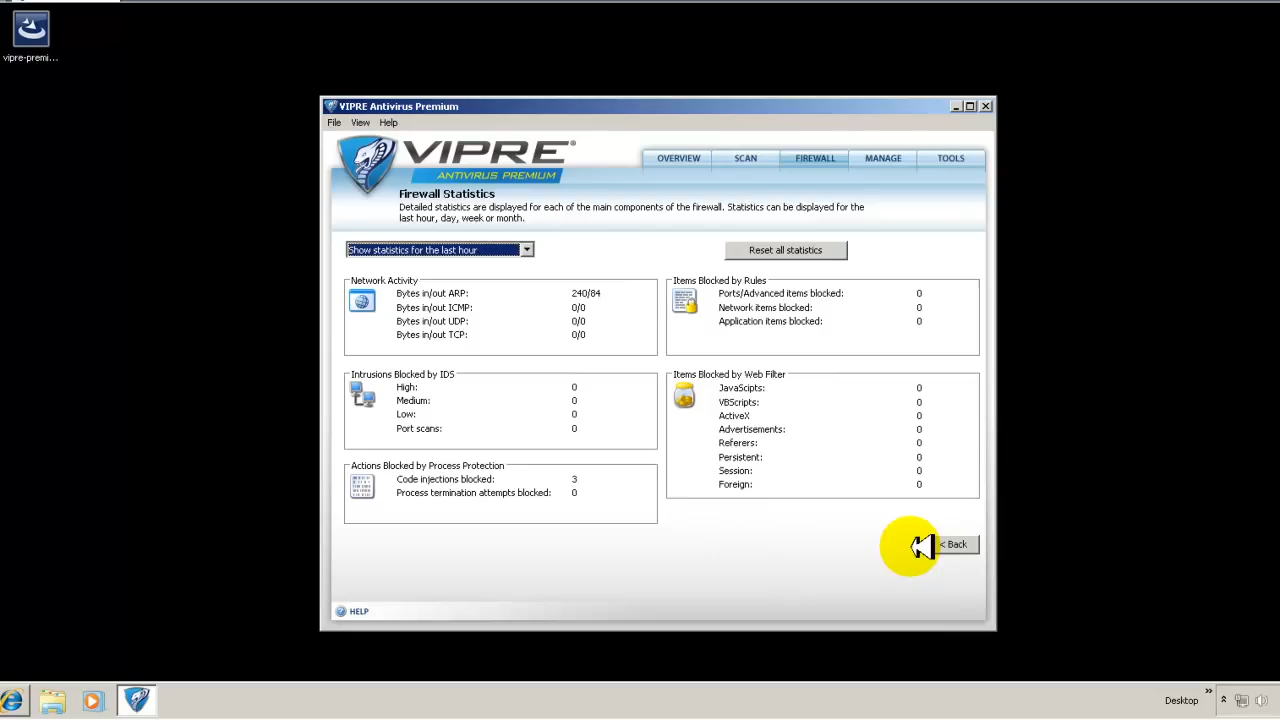 vipre-premi...
VIPRE Antivirus Premium
File View Help
VIPRE®
ANTIVIRUS PREMIUM
OVERVIEW SCAN FIREWALL MANAGE TOOLS
Firewall Statistics
Detailed statistics are displayed for each of the main components of the firewall. Statistics can be displayed for the
last hour, day, week or month.
Show statistics for the last hour
Reset all statistics
Network Activity
Bytes in/out ARP: 240/84
Bytes in/out ICMP: 0/0
Bytes in/out UDP: 0/0
Bytes in/out TCP: 0/0
Items Blocked by Rules
Ports/Advanced items blocked: 0
Network items blocked: 0
Application items blocked: 0
Intrusions Blocked by IDS
High: 0
Medium: 0
Low: 0
Port scans: 0
Items Blocked by Web Filter
JavaScipts: 0
VBScripts: 0
ActiveX 0
Advertisements: 0
Referers: 0
Persistent: 0
Session: 0
Foreign: 0
Actions Blocked by Process Protection
Code injections blocked: 3
Process termination attempts blocked: 0
< Back
HELP
Desktop